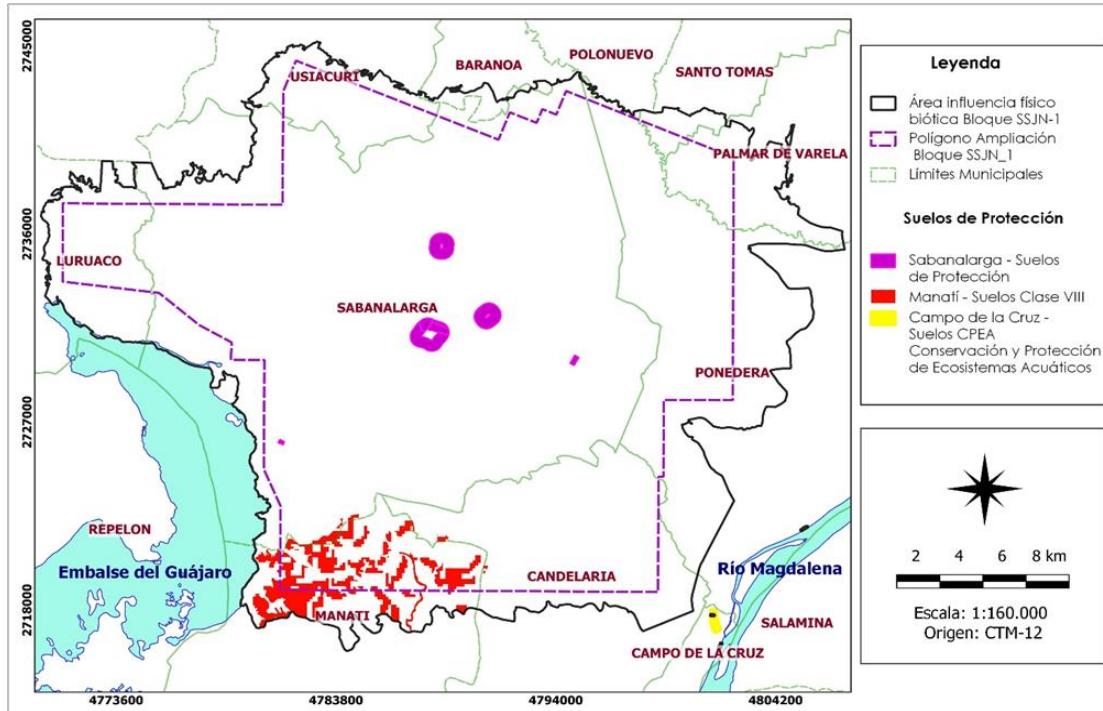 2745000
2736000
2727000
2718000
4773600
4783800
4794000
4804200
USIACURI
BARANOA
POLONUEVO
SANTO TOMAS
PALMAR DE VARELA
LURUACO
SABANALARGA
PONEDERA
REPELON
Embalse del Guájaro
MANATI
CANDELARIA
Río Magdalena
SALAMINA
CAMPO DE LA CRUZ
Leyenda
Área influencia físico
biótica Bloque SSJN-1
Polígono Ampliación
Bloque SSJN_1
Límites Municipales
Suelos de Protección
Sabanalarga - Suelos
de Protección
Manatí - Suelos Clase VIII
Campo de la Cruz -
Suelos CPEA
Conservación y Protección
de Ecosistemas Acuáticos
2 4 6 8 km
Escala: 1:160.000
Origen: CTM-12